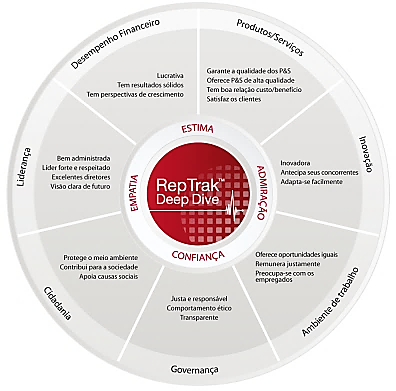 Desempenho Financeiro
Lucrativa
Tem resultados sólidos
Tem perspectivas de crescimento
Produtos/Serviços
Garante a qualidade dos P&S
Oferece P&S de alta qualidade
Tem boa relação custo/benefício
Satisfaz os clientes
Inovação
Inovadora
Antecipa seus concorrentes
Adapta-se facilmente
Ambiente de trabalho
Oferece oportunidades iguais
Remunera justamente
Preocupa-se com os
empregados
Governança
Justa e responsável
Comportamento ético
Transparente
Cidadania
Protege o meio ambiente
Contribui para a sociedade
Apoia causas sociais
Liderança
Bem administrada
Líder forte e respeitado
Excelentes diretores
Visão clara de futuro
ESTIMA
ADMIRAÇÃO
CONFIANÇA
EMPATIA
RepTrak™
Deep Dive